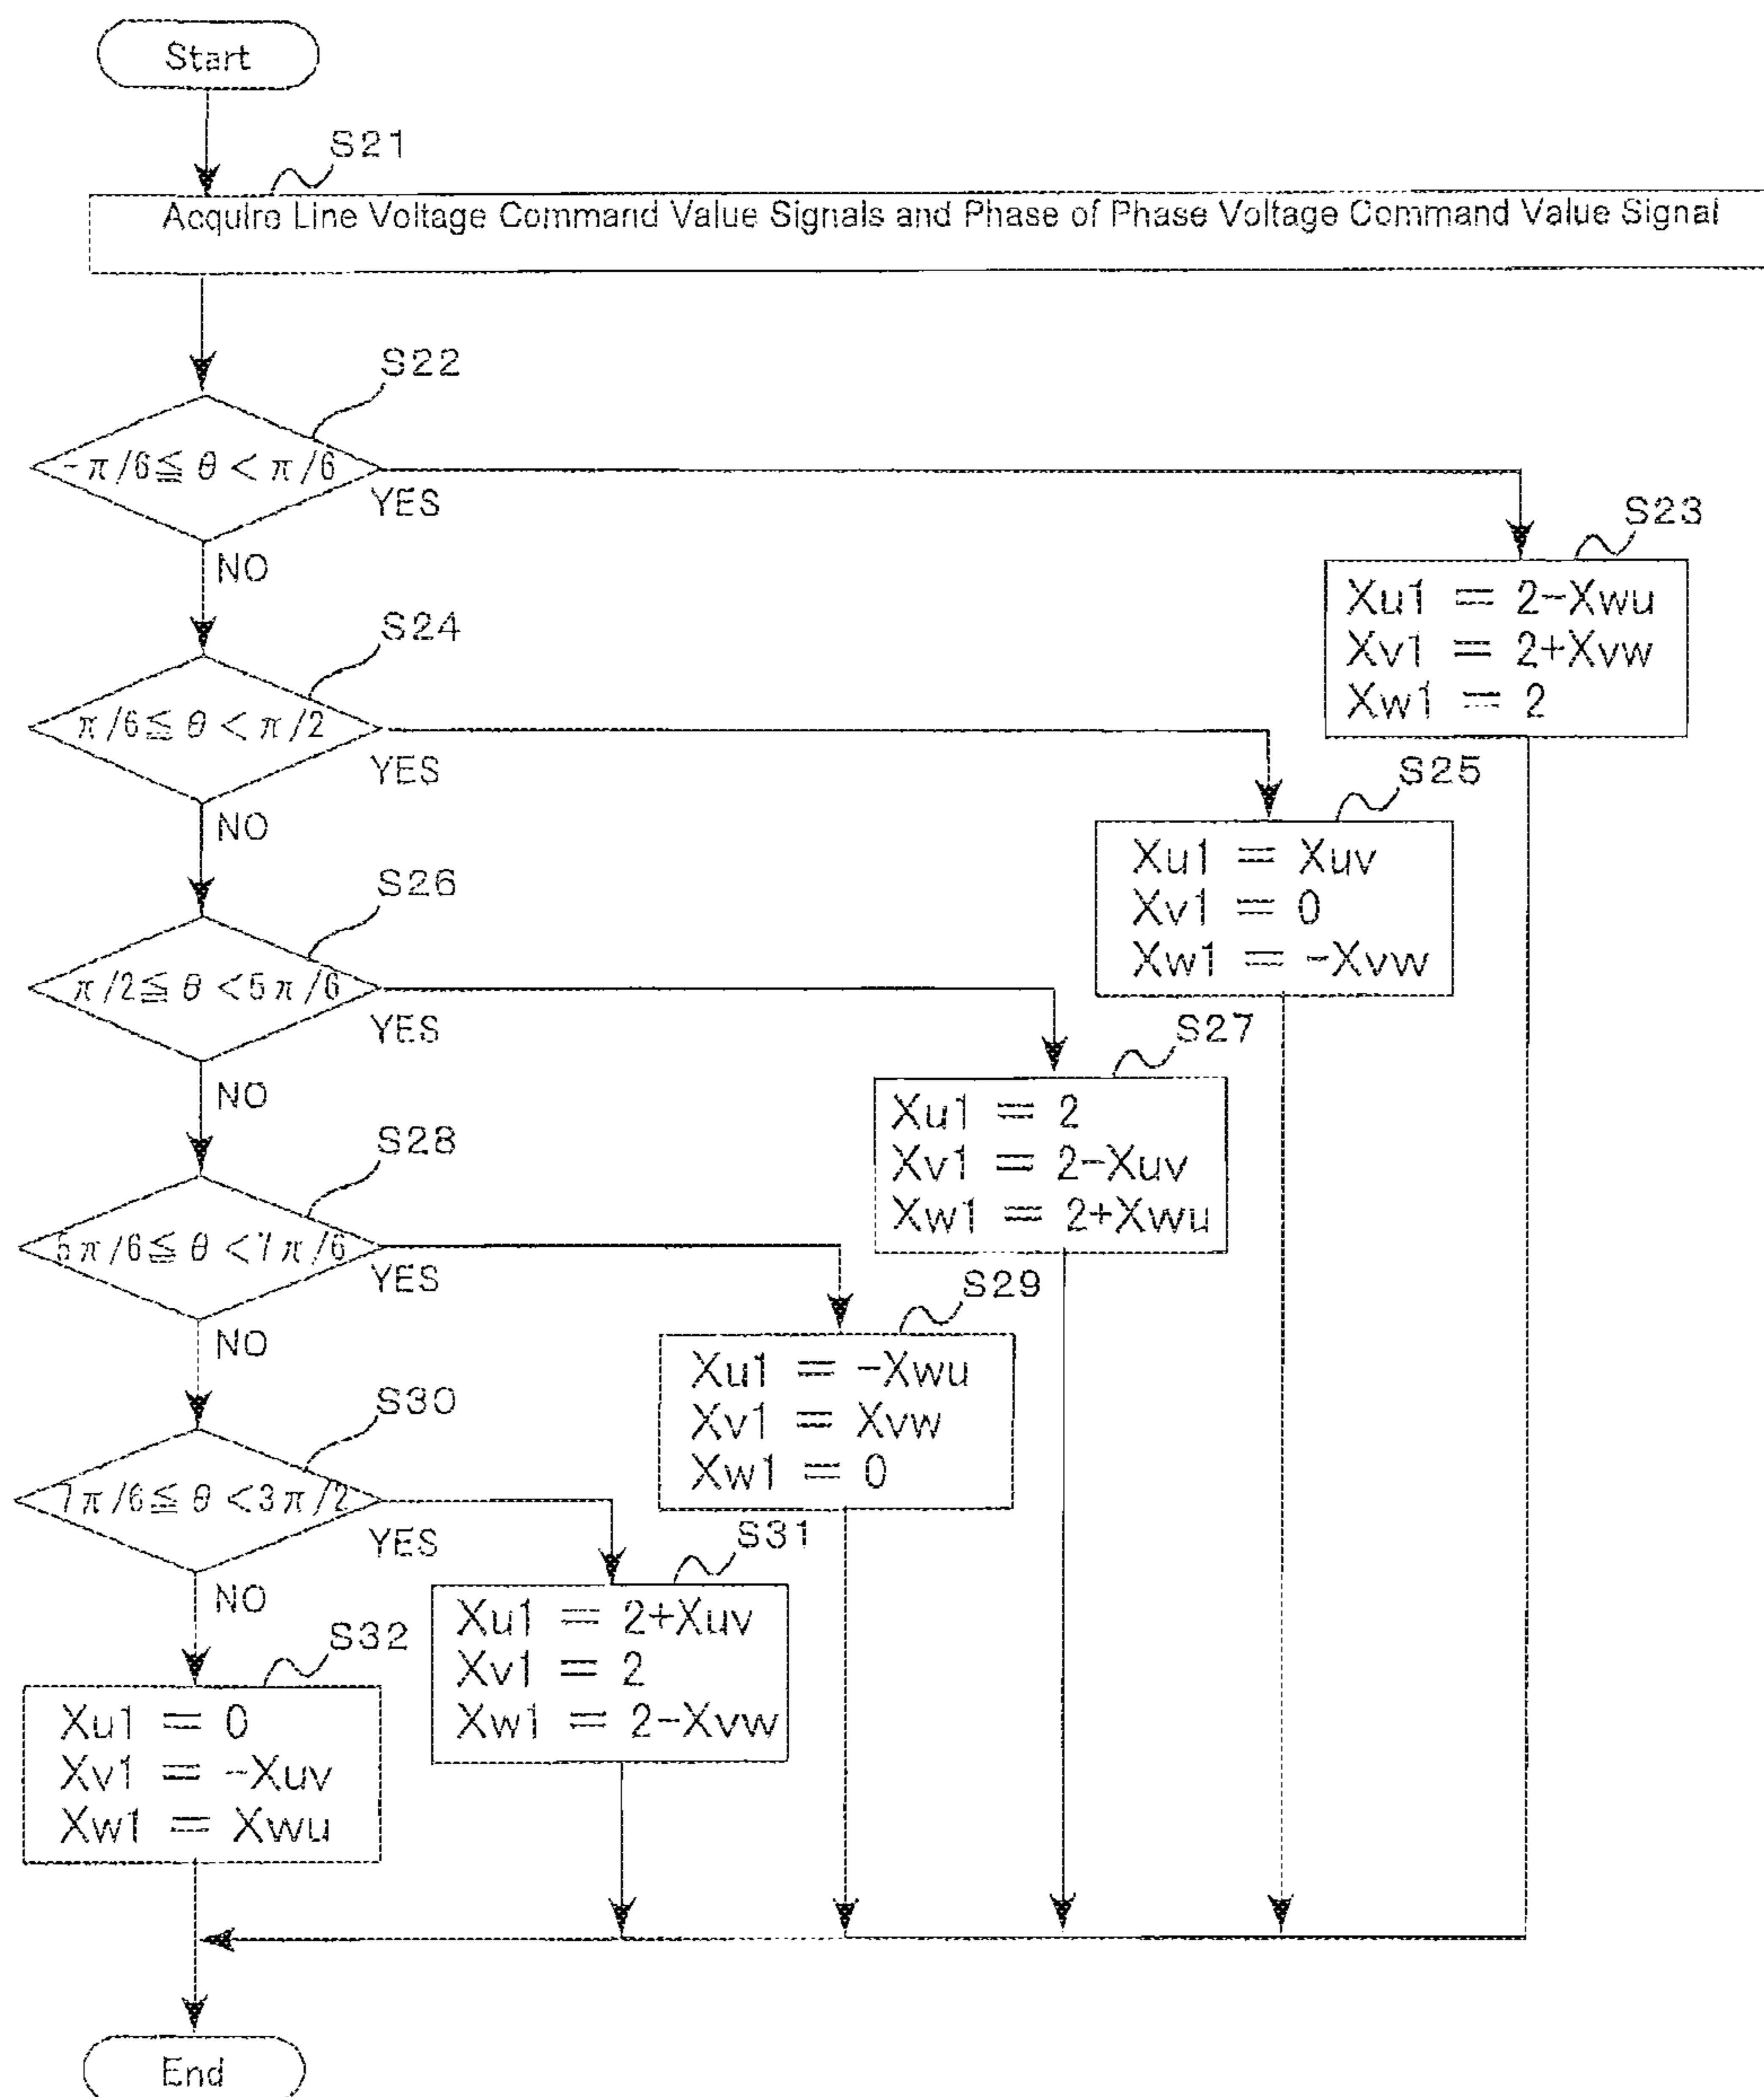 Start
S21
Acquire Line Voltage Command Value Signals and Phase of Phase Voltage Command Value Signal
S22
-π/6≦θ<π/6
YES
NO
S23
Xu1 = 2-Xwu
Xv1 = 2+Xvw
Xw1 = 2
S24
π/6≦θ<π/2
YES
NO
S25
Xu1 = Xuv
Xv1 = 0
Xw1 = -Xvw
S26
π/2≦θ<5π/6
YES
NO
S27
Xu1 = 2
Xv1 = 2-Xuv
Xw1 = 2+Xwu
S28
5π/6≦θ<7π/6
YES
NO
S29
Xu1 = -Xwu
Xv1 = Xvw
Xw1 = 0
S30
7π/6≦θ<3π/2
YES
NO
S31
Xu1 = 2+Xuv
Xv1 = 2
Xw1 = 2-Xvw
S32
Xu1 = 0
Xv1 = -Xuv
Xw1 = Xwu
End